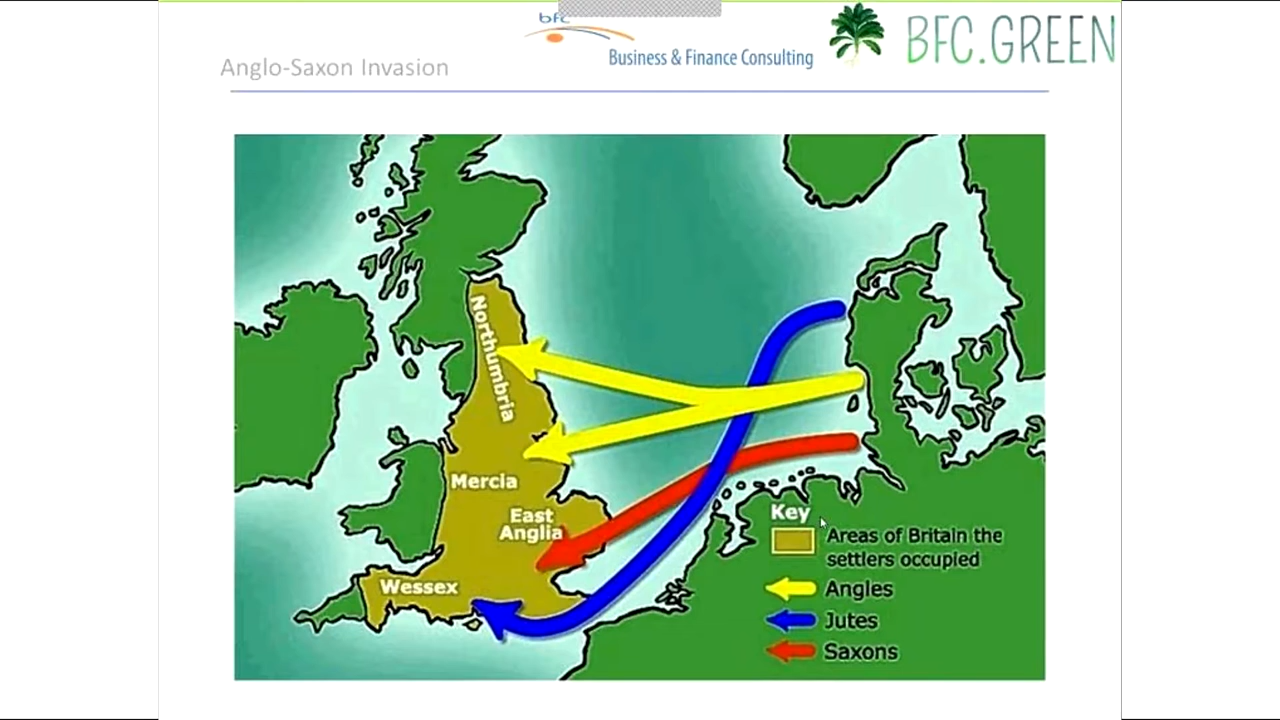 bfc
BFC.GREEN
Business & Finance Consulting
Anglo-Saxon Invasion
Northumbria
Mercia
East
Anglia
Wessex
Key
Areas of Britain the
settlers occupied
Angles
Jutes
Saxons